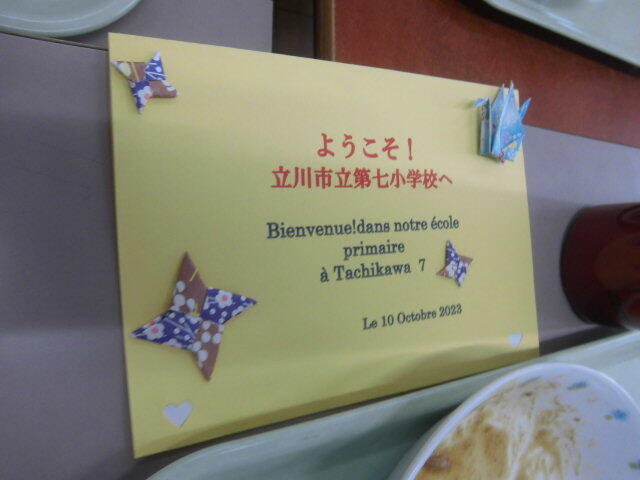 ようこそ！
立川市立第七小学校へ
Bienvenue!dans notre école
primaire
à Tachikawa 7
Le 10 Octobre 2023